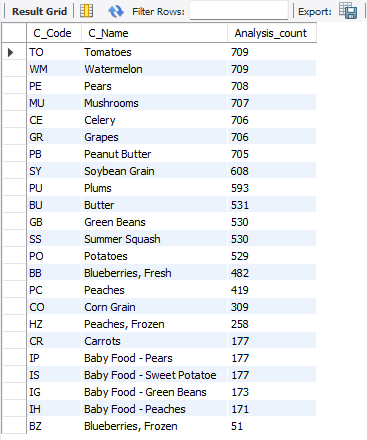 Result Grid Filter Rows: Export:
C_Code C_Name Analysis_count
TO Tomatoes 709
WM Watermelon 709
PE Pears 708
MU Mushrooms 707
CE Celery 706
GR Grapes 706
PB Peanut Butter 705
SY Soybean Grain 608
PU Plums 593
BU Butter 531
GB Green Beans 530
SS Summer Squash 530
PO Potatoes 529
BB Blueberries, Fresh 482
PC Peaches 419
CO Corn Grain 309
HZ Peaches, Frozen 258
CR Carrots 177
IP Baby Food - Pears 177
IS Baby Food - Sweet Potatoe 177
IG Baby Food - Green Beans 173
IH Baby Food - Peaches 171
BZ Blueberries, Frozen 51